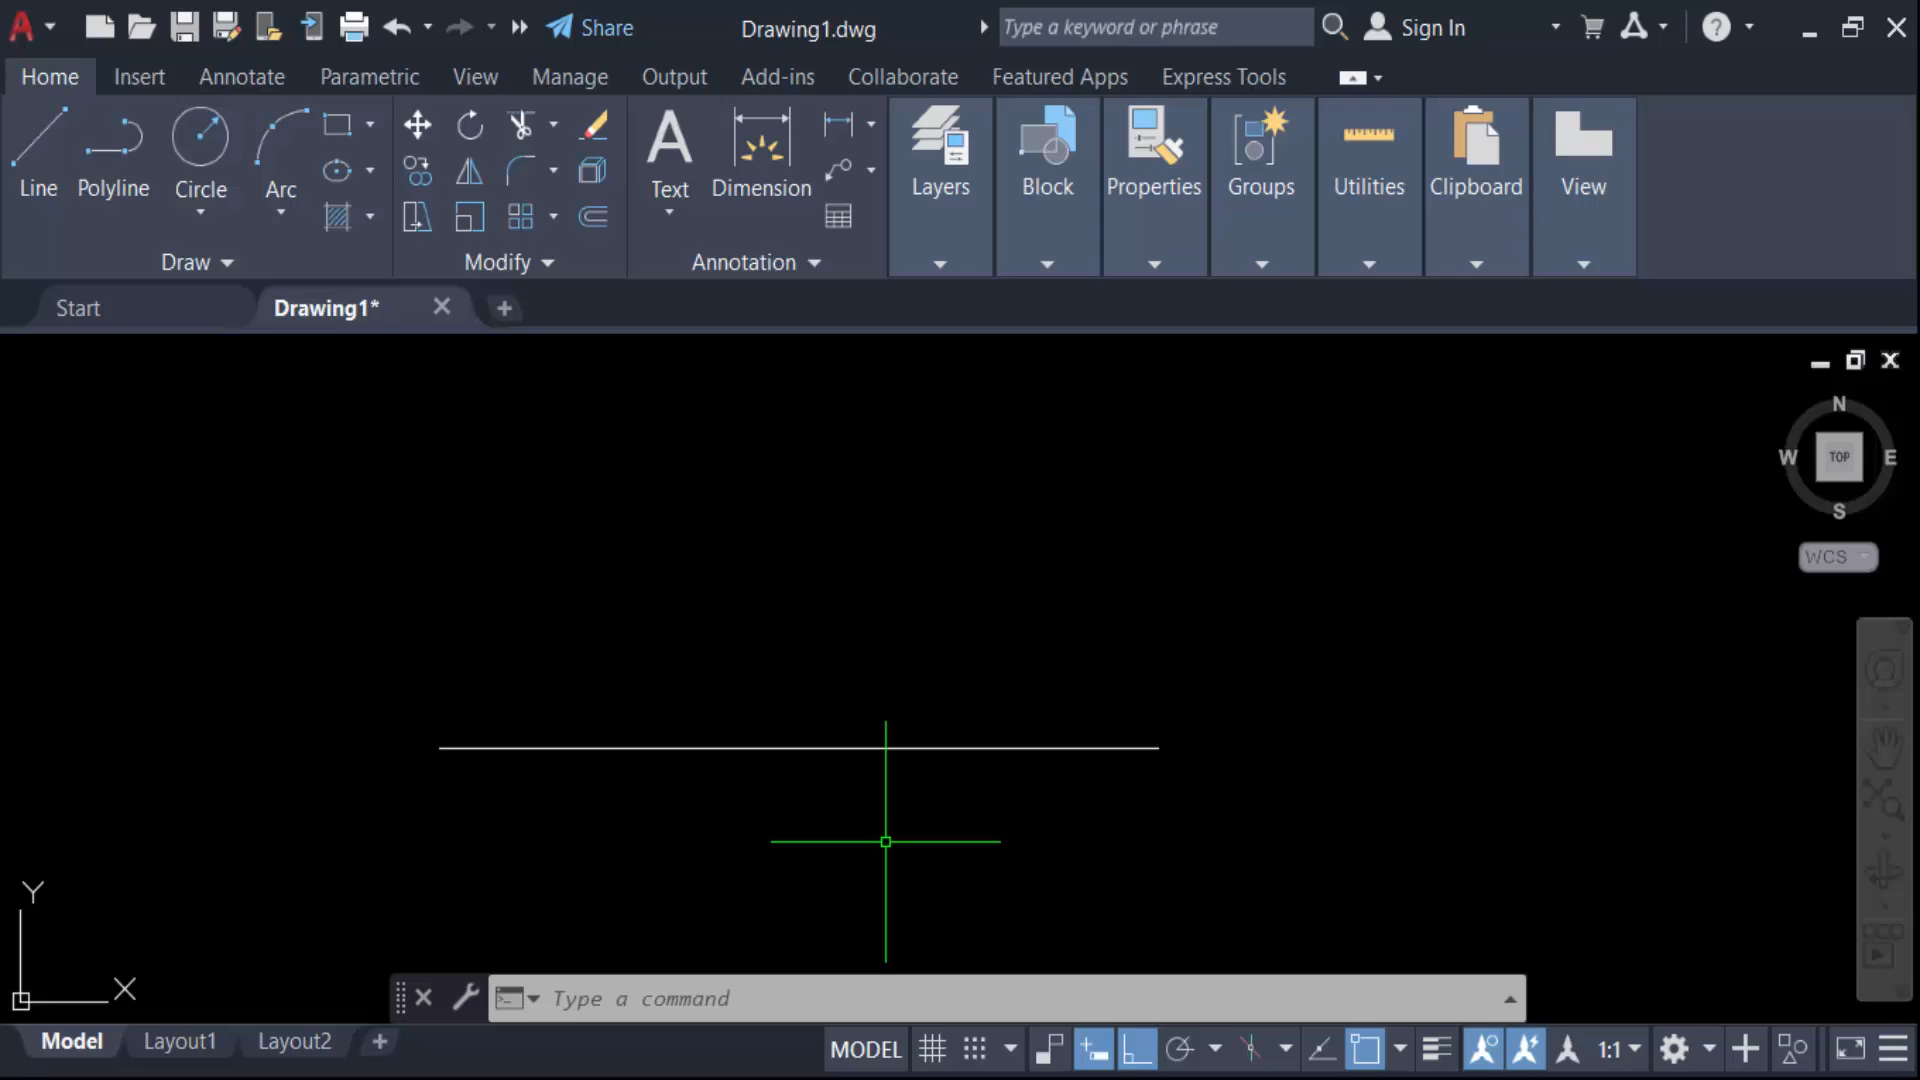 Share
Drawing1.dwg
Type a keyword or phrase
Sign In
Home Insert Annotate Parametric View Manage Output Add-ins Collaborate Featured Apps Express Tools
Line Polyline Circle Arc
Text Dimension
Layers Block Properties Groups Utilities Clipboard View
Draw Modify Annotation
Start Drawing1*
N
W TOP E
S
WCS
Y
X
Type a command
Model Layout1 Layout2
MODEL 1:1